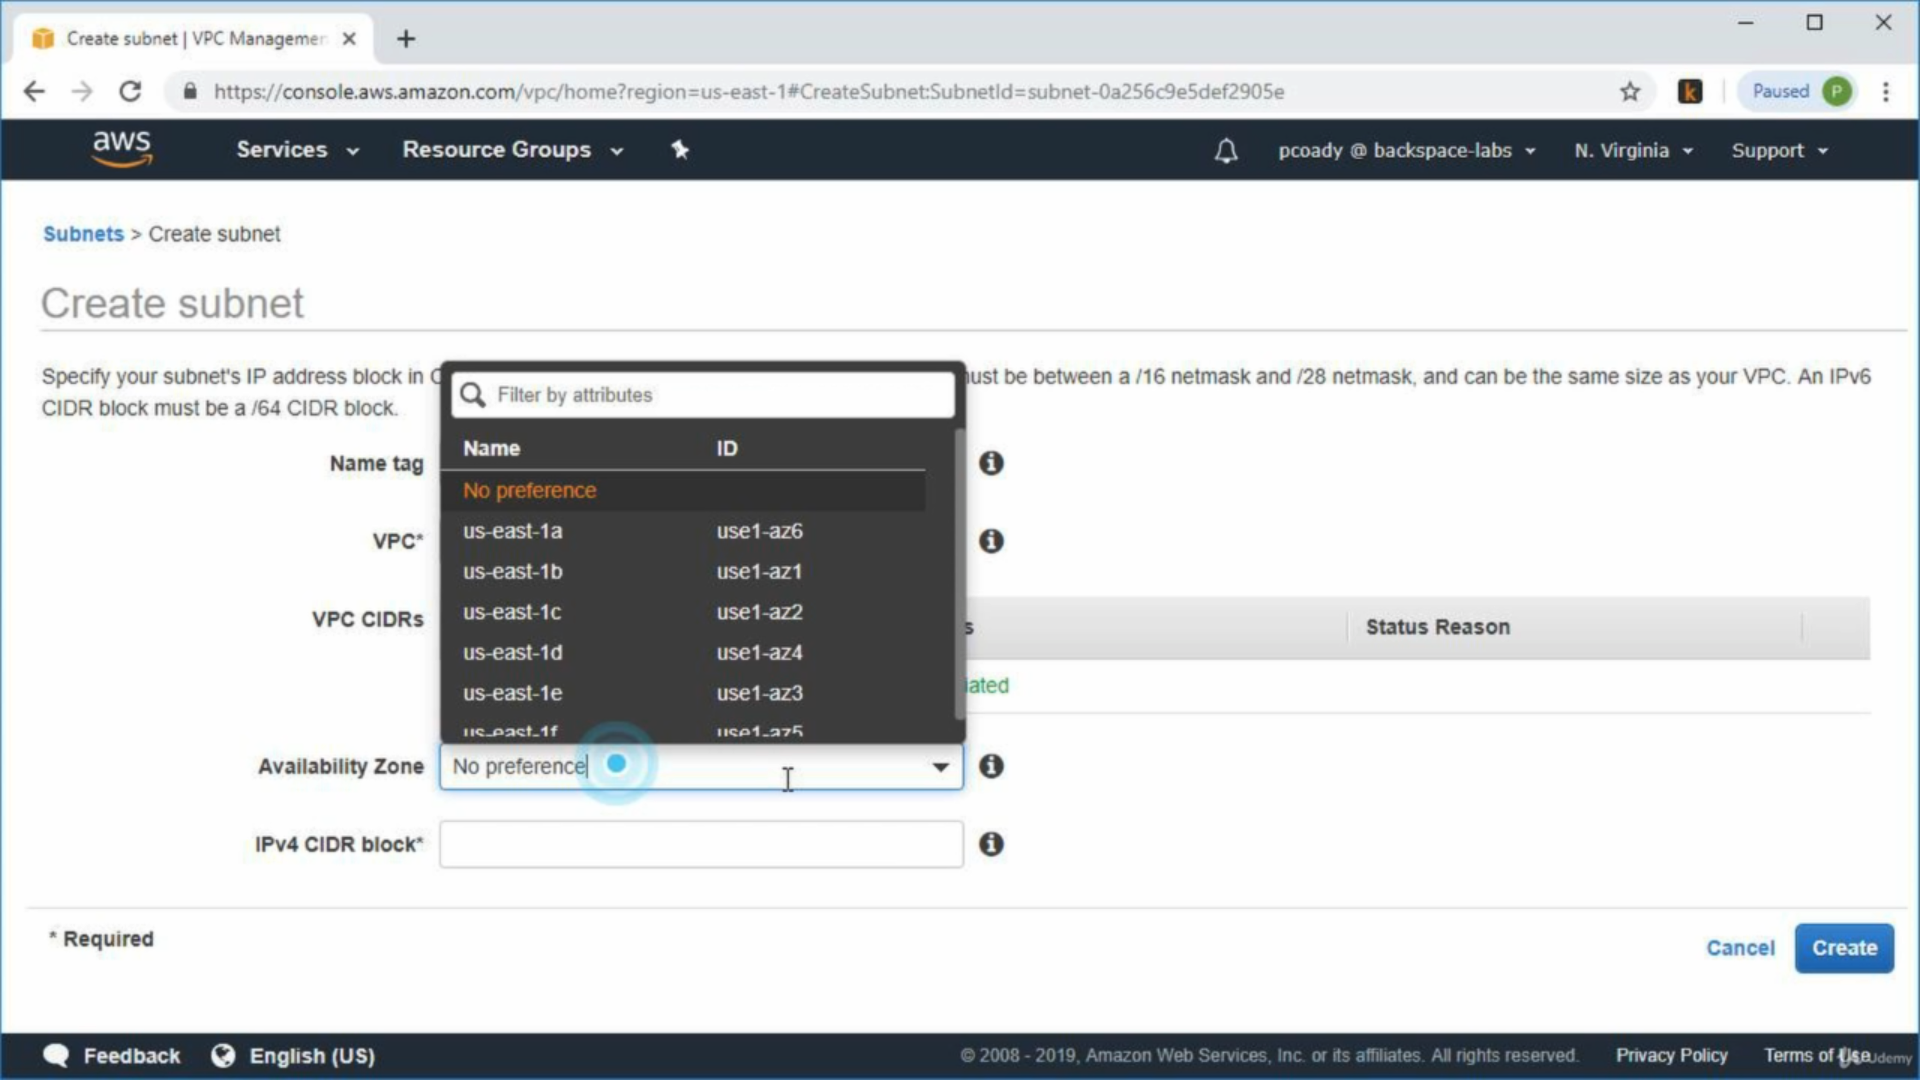 Create subnet | VPC Managemen
https://console.aws.amazon.com/vpc/home?region=us-east-1#CreateSubnet:SubnetId=subnet-0a256c9e5def2905e
k
Paused P
aws
Services
Resource Groups
pcoady @ backspace-labs
N. Virginia
Support
Subnets > Create subnet
Create subnet
Specify your subnet's IP address block in C must be between a /16 netmask and /28 netmask, and can be the same size as your VPC. An IPv6
CIDR block must be a /64 CIDR block.
Filter by attributes
Name ID
No preference
us-east-1a use1-az6
us-east-1b use1-az1
us-east-1c use1-az2
us-east-1d use1-az4
us-east-1e use1-az3
us-east-1f use1-az5
Name tag
VPC*
VPC CIDRs
s
Status Reason
iated
Availability Zone No preference
IPv4 CIDR block*
* Required
Cancel Create
Feedback English (US)
© 2008 - 2019, Amazon Web Services, Inc. or its affiliates. All rights reserved. Privacy Policy Terms of Use
Udemy